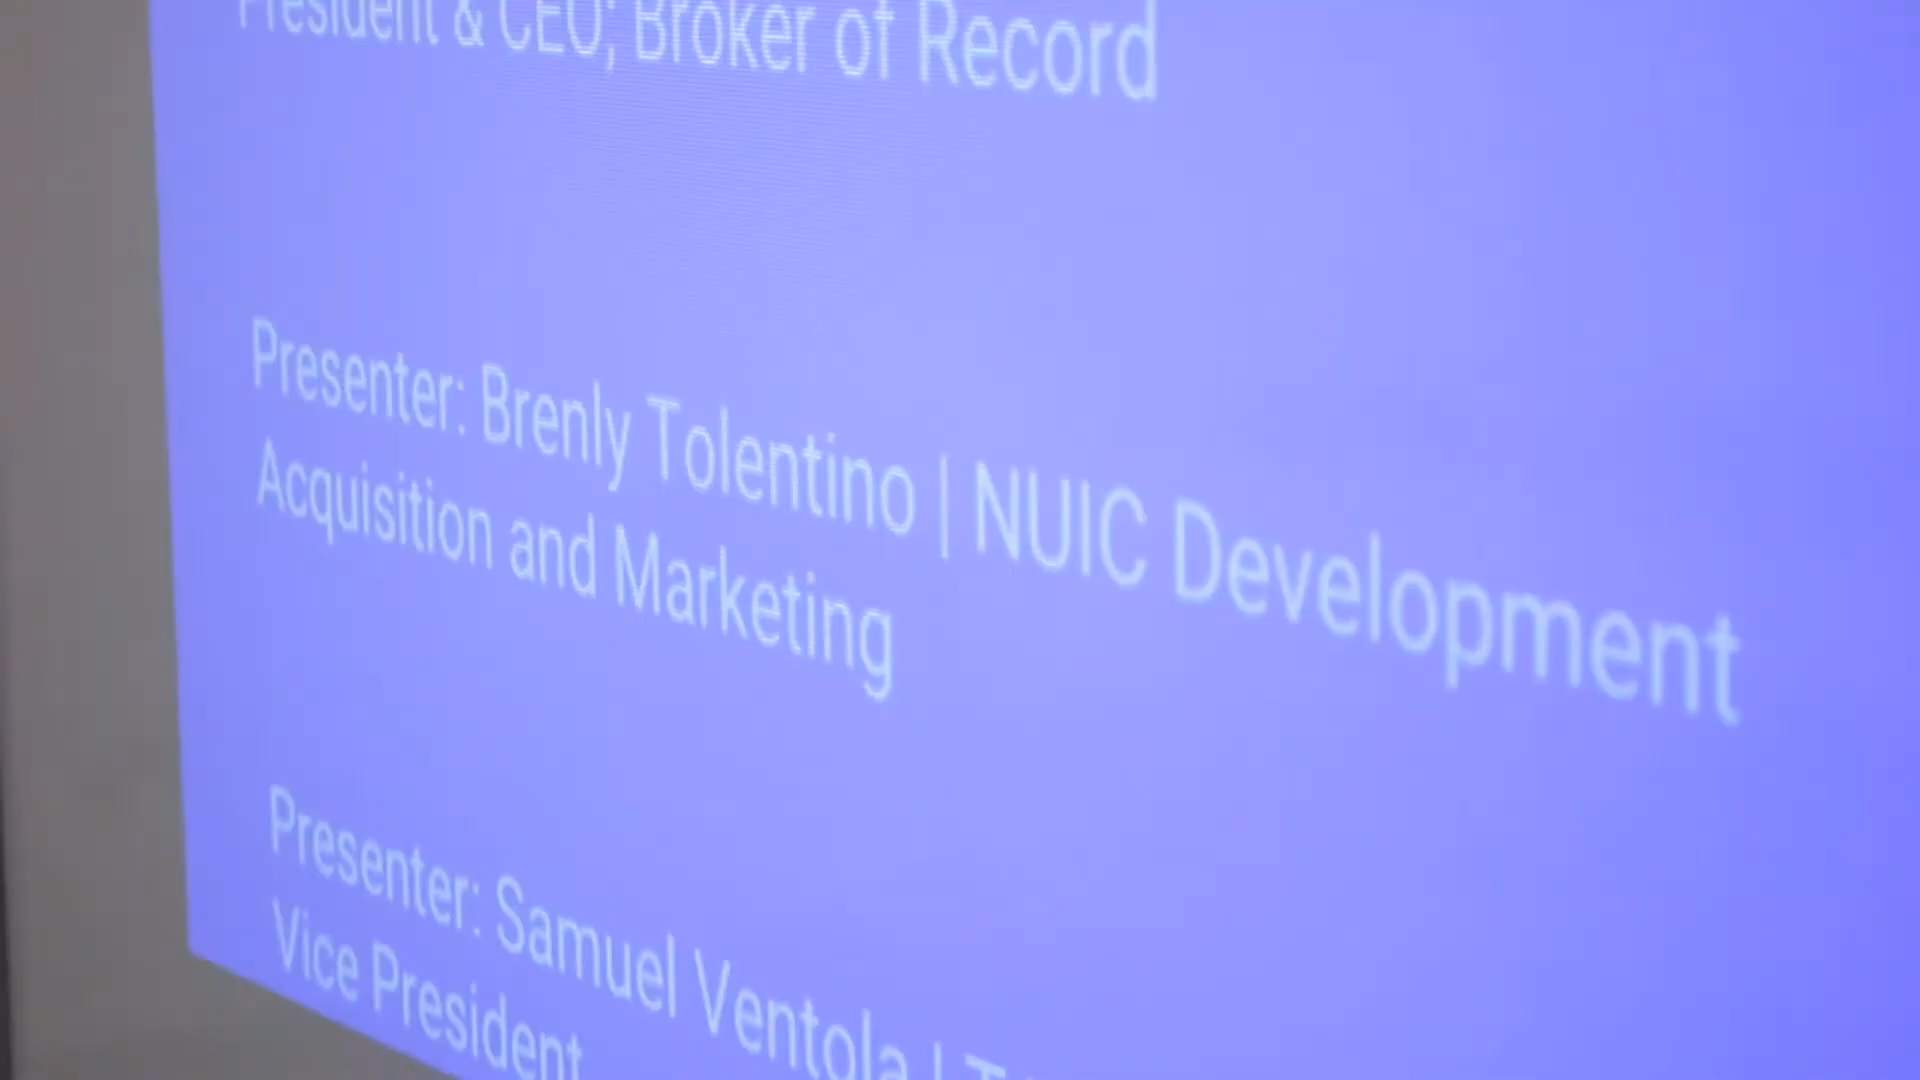 President & CEO; Broker of Record
Presenter: Brenly Tolentino | NUIC Development
Acquisition and Marketing
Presenter: Samuel Ventola |
Vice President